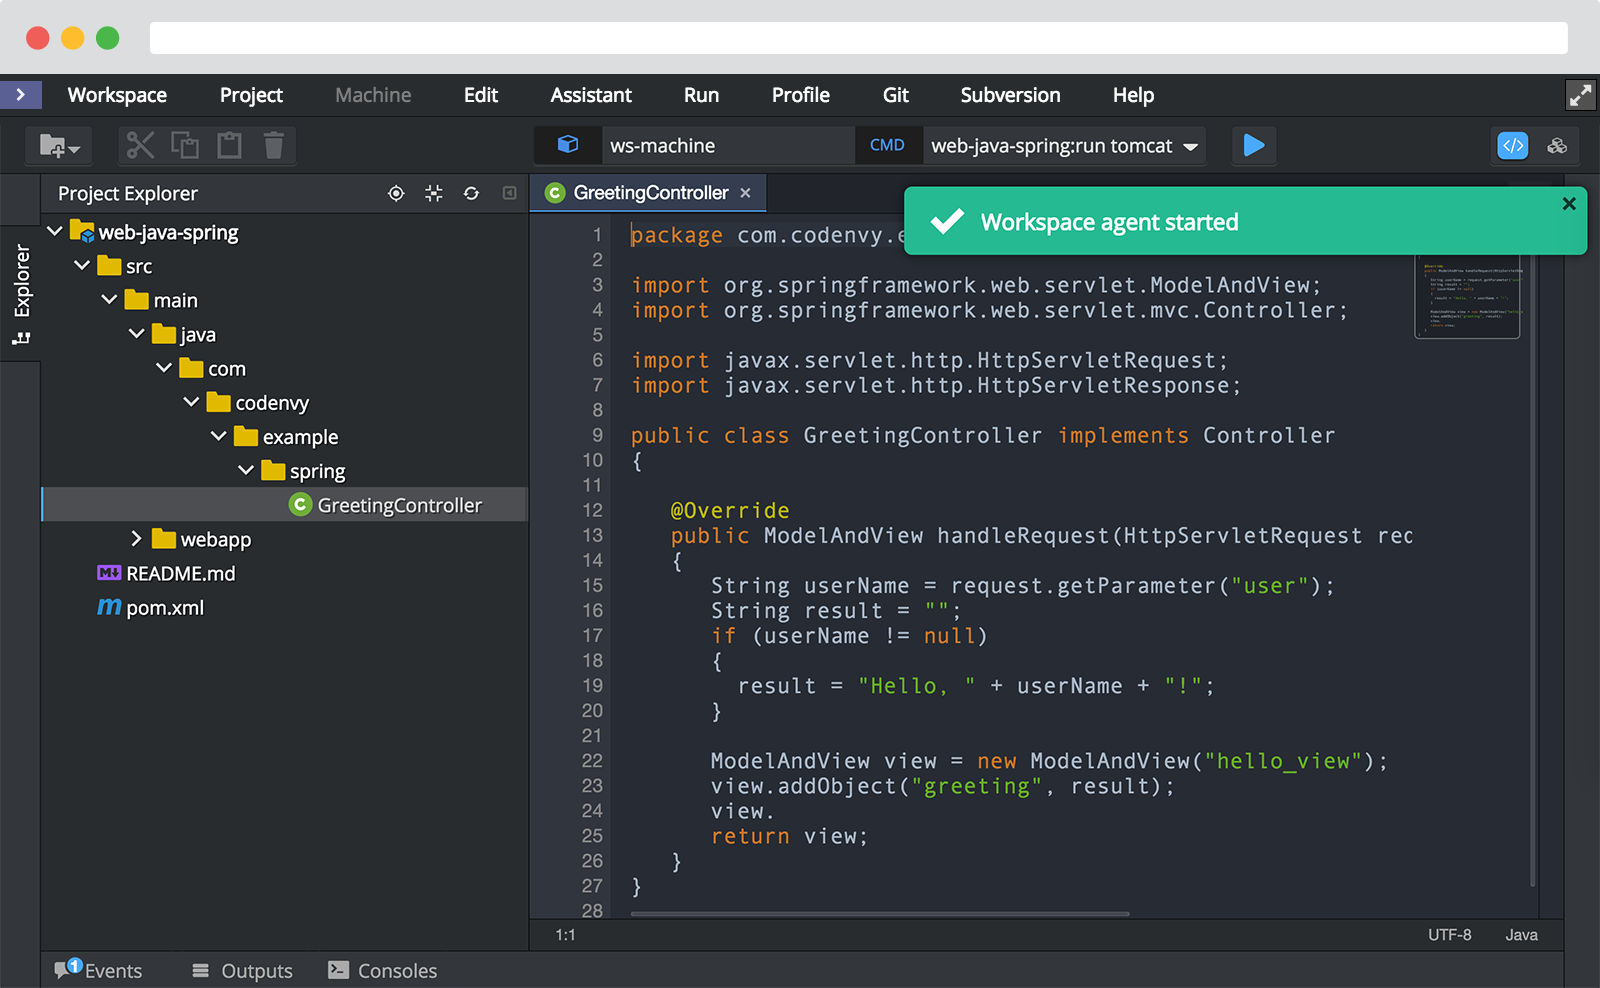 Workspace Project Machine Edit Assistant Run Profile Git Subversion Help
ws-machine CMD web-java-spring:run tomcat
Project Explorer
GreetingController
Workspace agent started
Explorer
web-java-spring
src
main
java
com
codenvy
example
spring
GreetingController
webapp
README.md
pom.xml
1 package com.codenvy.e
2
3 import org.springframework.web.servlet.ModelAndView;
4 import org.springframework.web.servlet.mvc.Controller;
5
6 import javax.servlet.http.HttpServletRequest;
7 import javax.servlet.http.HttpServletResponse;
8
9 public class GreetingController implements Controller
10 {
11
12 @Override
13 public ModelAndView handleRequest(HttpServletRequest rec
14 {
15 String userName = request.getParameter("user");
16 String result = "";
17 if (userName != null)
18 {
19 result = "Hello, " + userName + "!";
20 }
21
22 ModelAndView view = new ModelAndView("hello_view");
23 view.addObject("greeting", result);
24 view.
25 return view;
26 }
27 }
28
1:1 UTF-8 Java
1 Events Outputs Consoles